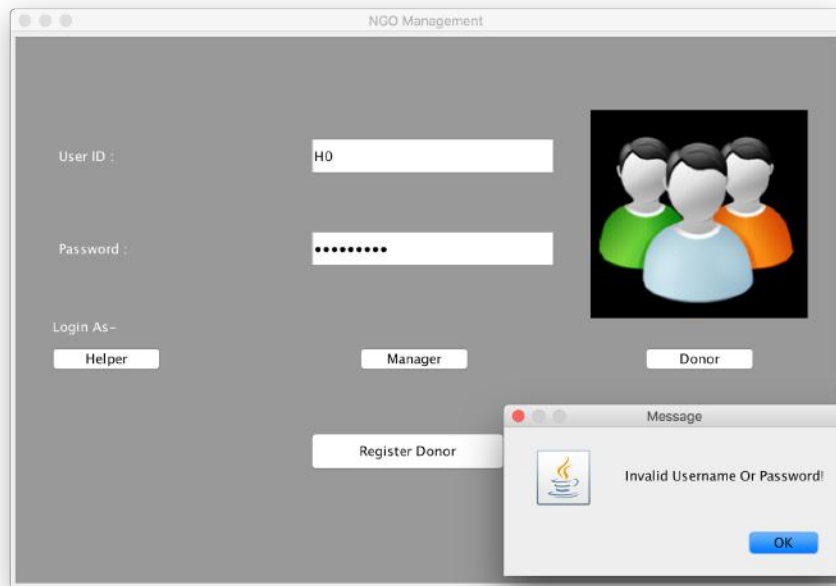 NGO Management
User ID :
H0
Password :
•••••••••
Login As-
Helper
Manager
Donor
Register Donor
Message
Invalid Username Or Password!
OK